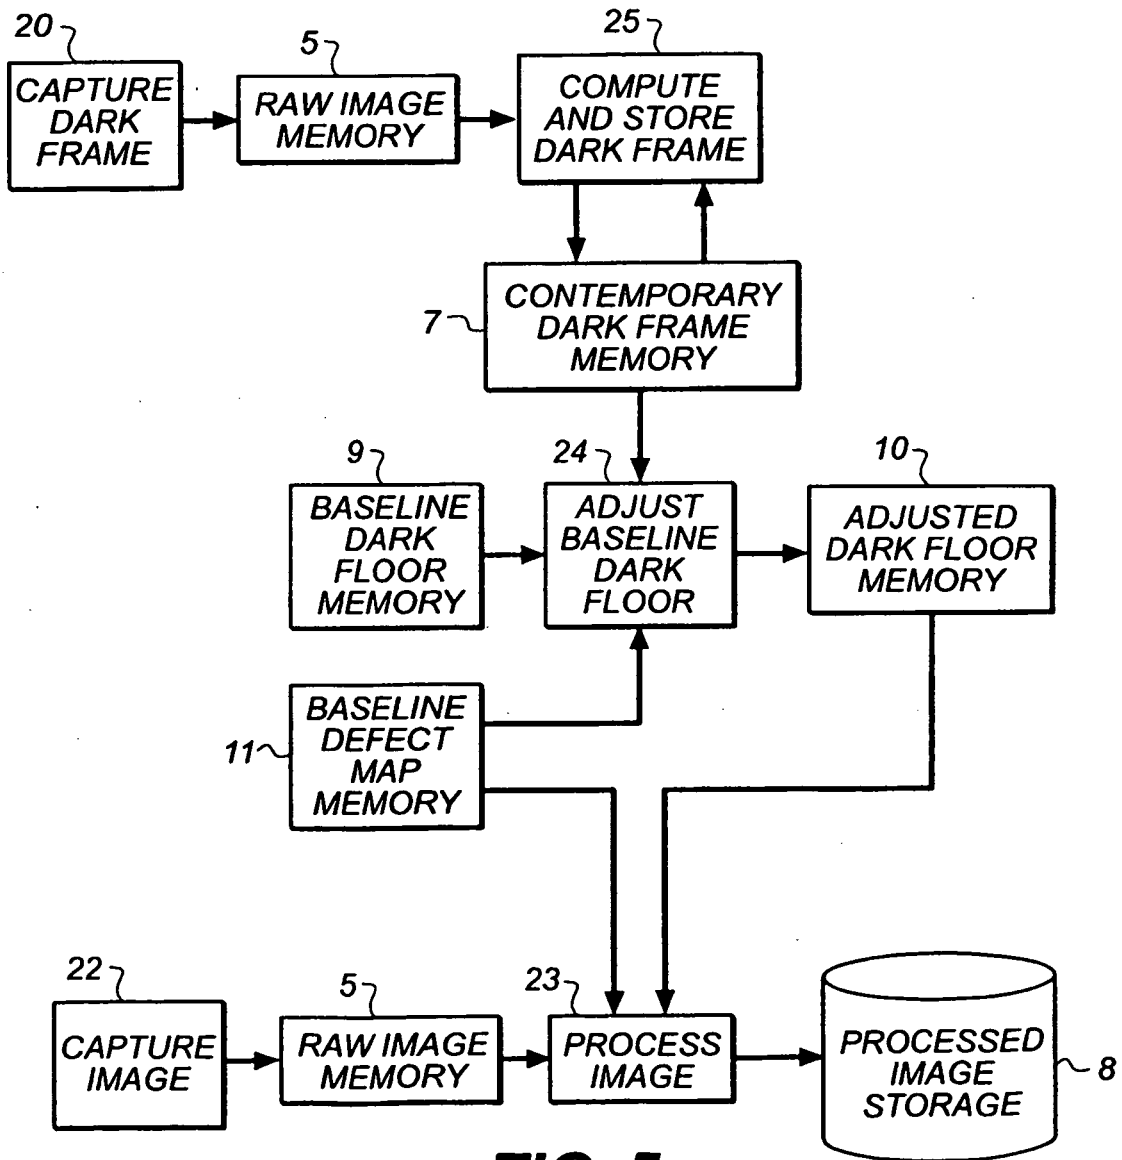 20
CAPTURE
DARK
FRAME
5
RAW IMAGE
MEMORY
25
COMPUTE
AND STORE
DARK FRAME
7
CONTEMPORARY
DARK FRAME
MEMORY
9
BASELINE
DARK
FLOOR
MEMORY
24
ADJUST
BASELINE
DARK
FLOOR
10
ADJUSTED
DARK FLOOR
MEMORY
11
BASELINE
DEFECT
MAP
MEMORY
22
CAPTURE
IMAGE
5
RAW IMAGE
MEMORY
23
PROCESS
IMAGE
PROCESSED
IMAGE
STORAGE
8